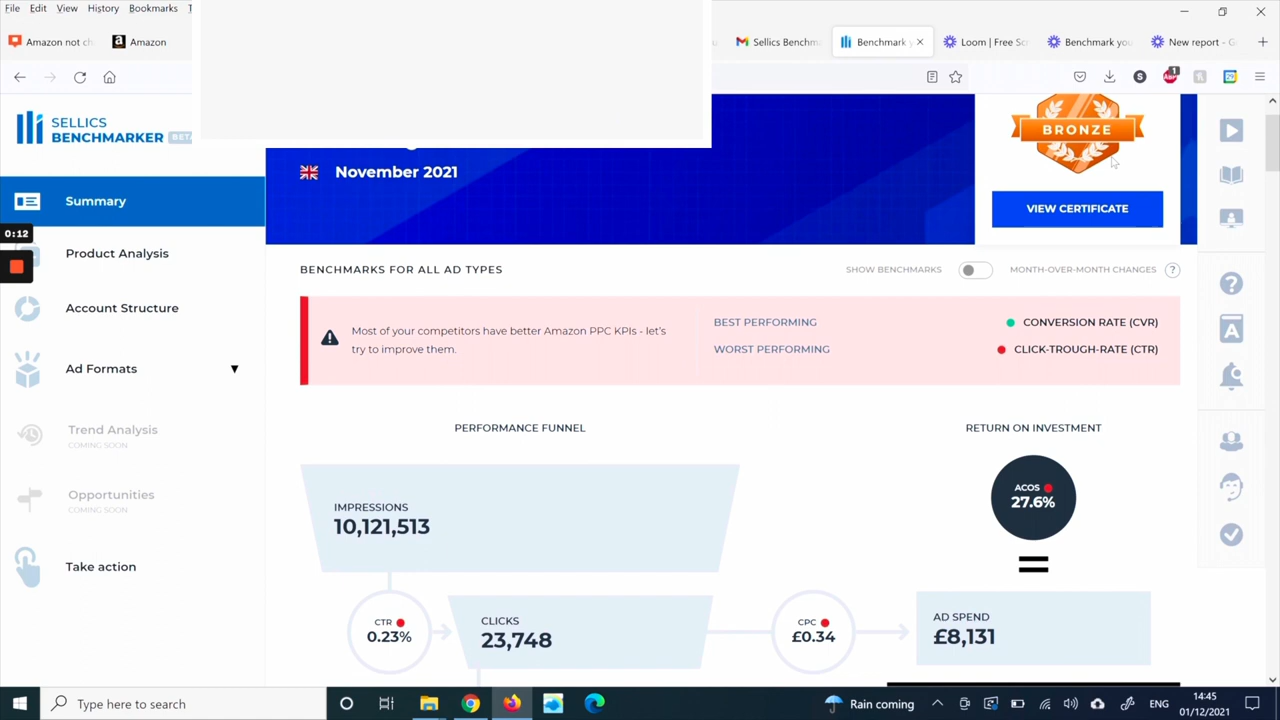 File Edit View History Bookmarks
Amazon not ch
Amazon
Sellics Benchm
Benchmark y
Loom | Free Scr
Benchmark you
New report - G
SELLICS
BENCHMARKER BETA
November 2021
BRONZE
VIEW CERTIFICATE
Summary
0:12
Product Analysis
Account Structure
Ad Formats
Trend Analysis
COMING SOON
Opportunities
COMING SOON
Take action
BENCHMARKS FOR ALL AD TYPES
SHOW BENCHMARKS
MONTH-OVER-MONTH CHANGES ?
Most of your competitors have better Amazon PPC KPIs - let's
try to improve them.
BEST PERFORMING
CONVERSION RATE (CVR)
WORST PERFORMING
CLICK-TROUGH-RATE (CTR)
PERFORMANCE FUNNEL
RETURN ON INVESTMENT
IMPRESSIONS
10,121,513
ACOS
27.6%
=
CTR
0.23%
CLICKS
23,748
CPC
£0.34
AD SPEND
£8,131
Type here to search
Rain coming
ENG
14:45
01/12/2021